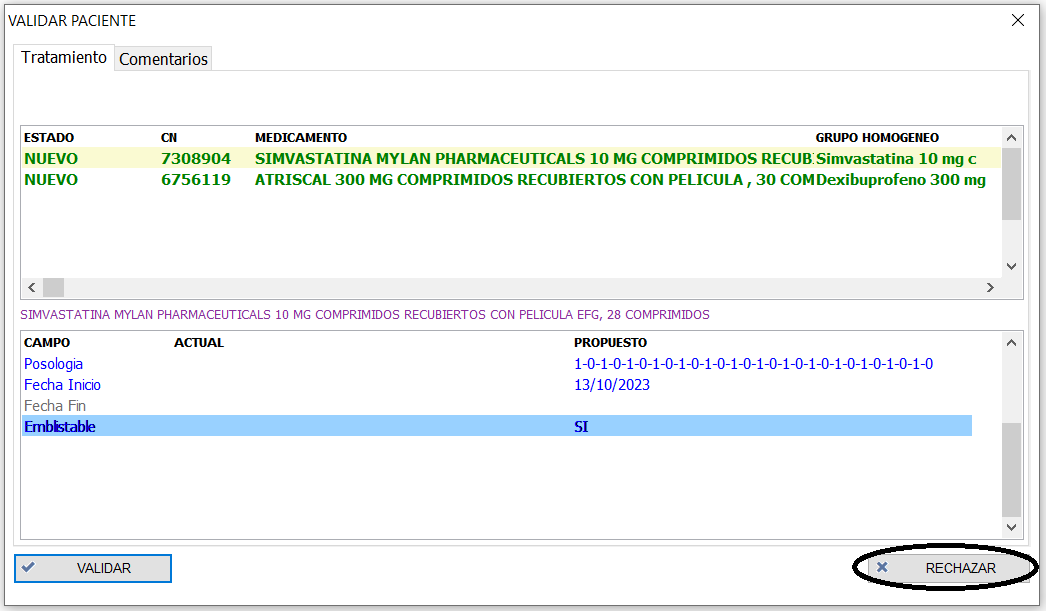 VALIDAR PACIENTE
Tratamiento Comentarios
ESTADO CN MEDICAMENTO GRUPO HOMOGENEO
NUEVO 7308904 SIMVASTATINA MYLAN PHARMACEUTICALS 10 MG COMPRIMIDOS RECUB Simvastatina 10 mg c
NUEVO 6756119 ATRISCAL 300 MG COMPRIMIDOS RECUBIERTOS CON PELICULA , 30 COM Dexibuprofeno 300 mg
SIMVASTATINA MYLAN PHARMACEUTICALS 10 MG COMPRIMIDOS RECUBIERTOS CON PELICULA EFG, 28 COMPRIMIDOS
CAMPO ACTUAL PROPUESTO
Posologia 1-0-1-0-1-0-1-0-1-0-1-0-1-0-1-0-1-0-1-0-1-0-1-0-1-0-1-0
Fecha Inicio 13/10/2023
Fecha Fin
Emblistable SI
VALIDAR RECHAZAR